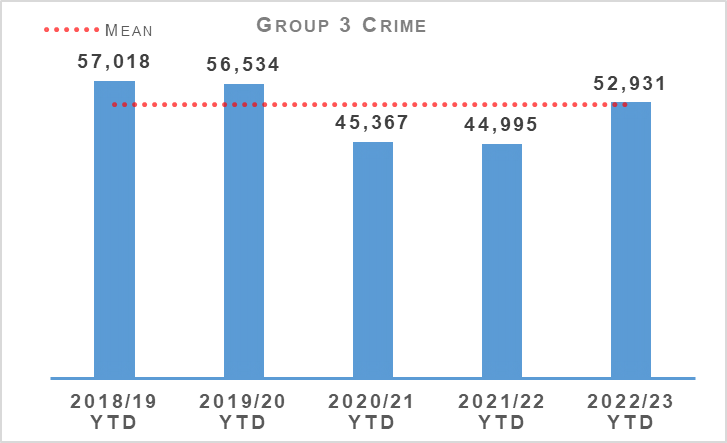 Group 3 Crime
Mean
57,018
56,534
45,367
44,995
52,931
2018/19 YTD
2019/20 YTD
2020/21 YTD
2021/22 YTD
2022/23 YTD